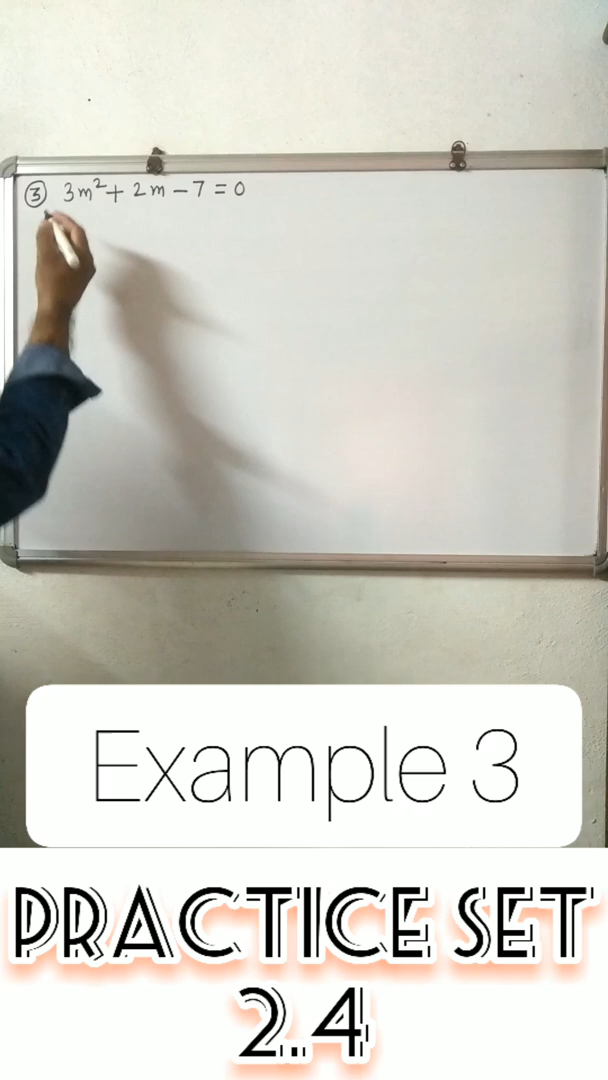 ③ 3m² + 2m − 7 = 0
Example 3
PRACTICE SET
2.4